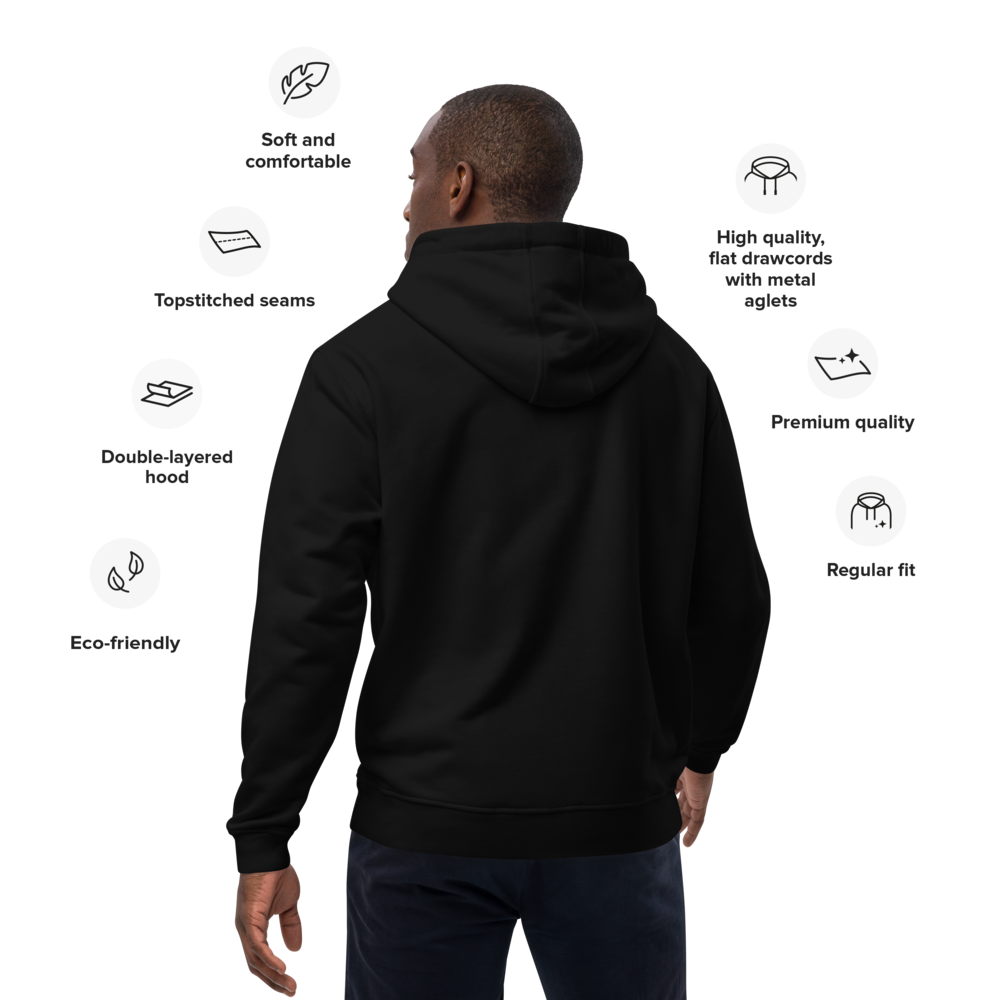 Soft and
comfortable
Topstitched seams
Double-layered
hood
Eco-friendly
High quality,
flat drawcords
with metal
aglets
Premium quality
Regular fit